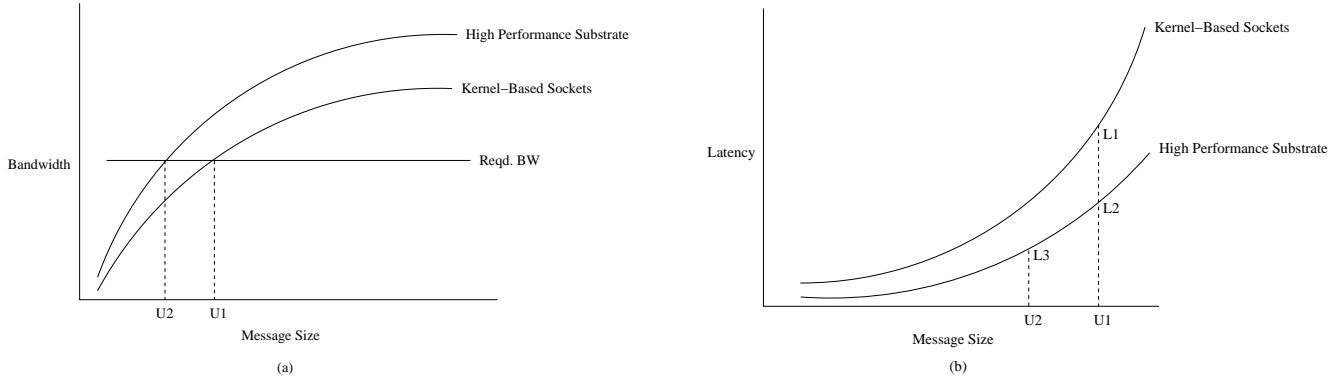 High Performance Substrate
Kernel−Based Sockets
Bandwidth
Reqd. BW
U2
U1
Message Size
(a)
Kernel−Based Sockets
L1
Latency
High Performance Substrate
L2
L3
U2
U1
Message Size
(b)